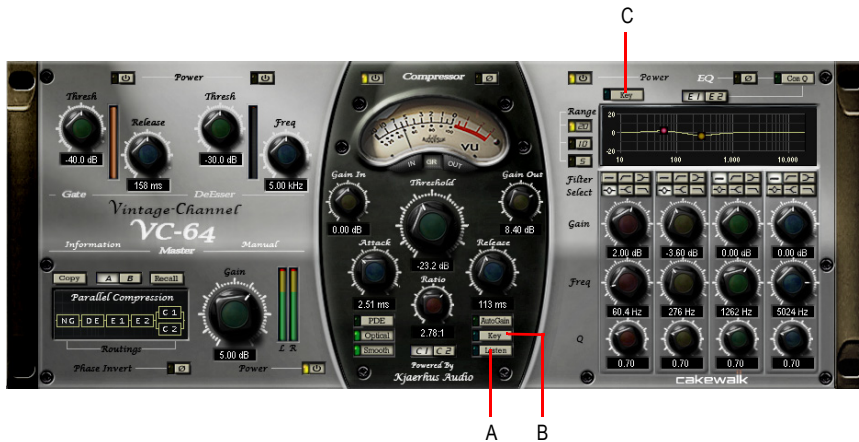 C
Power
Compressor
Ø
Power
EQ
Ø
Con Q
Key
E1 E2
Thresh
Release
-40.0 dB
158 ms
Thresh
Freq
-30.0 dB
5.00 kHz
Gate
DeEsser
Vintage-Channel
VC-64
Information
Master
Manual
Copy
A B
Recall
Parallel Compression
NG DE E1 E2 C1 C2
Routings
Gain
5.00 dB
L R
Phase Invert
Ø
Power
VU
IN GR OUT
Gain In
0.00 dB
Threshold
-23.2 dB
Gain Out
8.40 dB
Attack
2.51 ms
Ratio
2.78:1
Release
113 ms
PDE
Optical
Smooth
C1 C2
AutoGain
Key
Listen
Powered By
Kjaerhus Audio
Range
20
10
5
20
0
-20
10 100 1.000 10.000
Filter
Select
Gain
2.00 dB -3.60 dB 0.00 dB 0.00 dB
Freq
60.4 Hz 276 Hz 1262 Hz 5024 Hz
Q
0.70 0.70 0.70 0.70
cakewalk
A
B